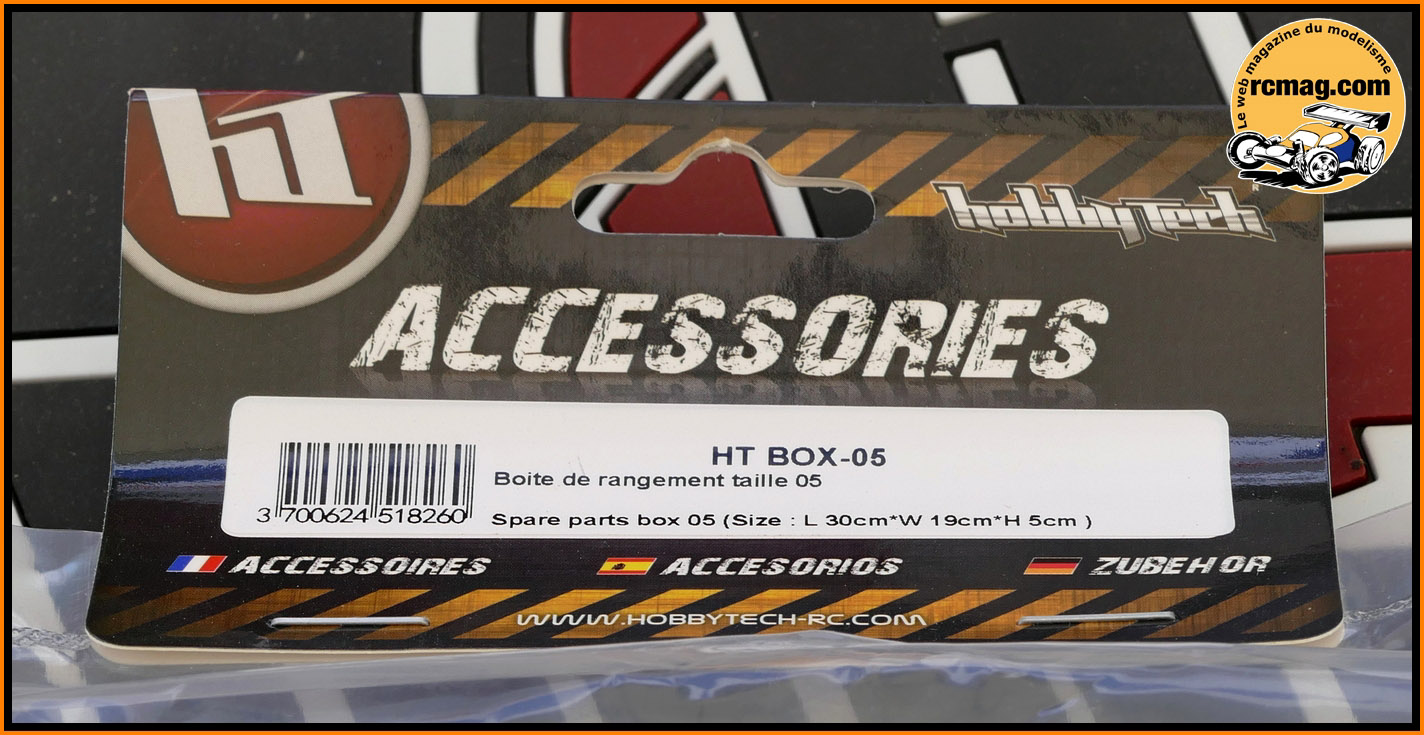 Le web magazine du modelisme
rcmag.com
HT
hobbytech
®
ACCESSORIES
HT BOX-05
Boite de rangement taille 05
3 700624 518260
Spare parts box 05 (Size : L 30cm*W 19cm*H 5cm )
ACCESSOIRES ACCESORIOS ZUBEHOR
WWW.HOBBYTECH-RC.COM